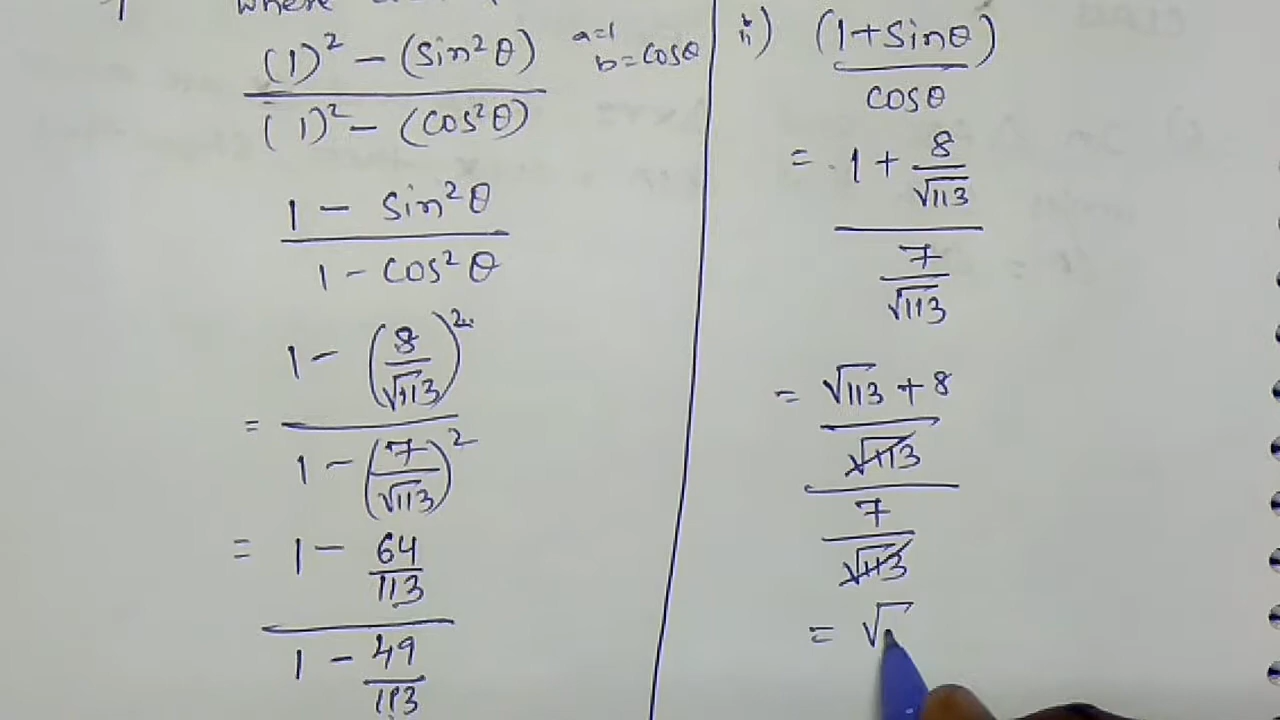 where
(1)² − (sin²θ) a=1
b=cosθ
(1)² − (cos²θ)
1 − sin²θ
1 − cos²θ
1 − (8/√113)²
=
1 − (7/√113)²
= 1 − 64/113
1 − 49/113
ii) (1+sinθ)
cosθ
= 1 + 8/√113
7/√113
= √113 + 8
√113
7
√113
= √